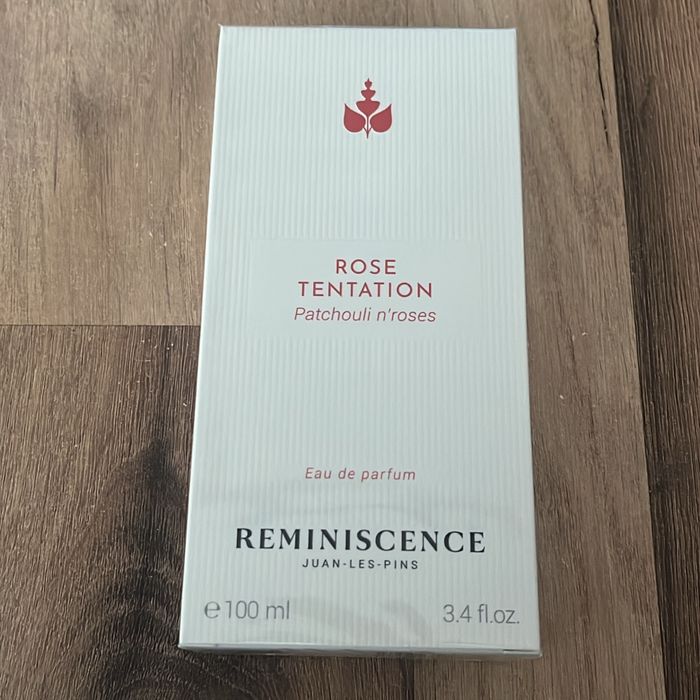 ROSE
TENTATION
Patchouli n'roses
Eau de parfum
REMINISCENCE
JUAN-LES-PINS
℮100 ml 3.4 fl.oz.